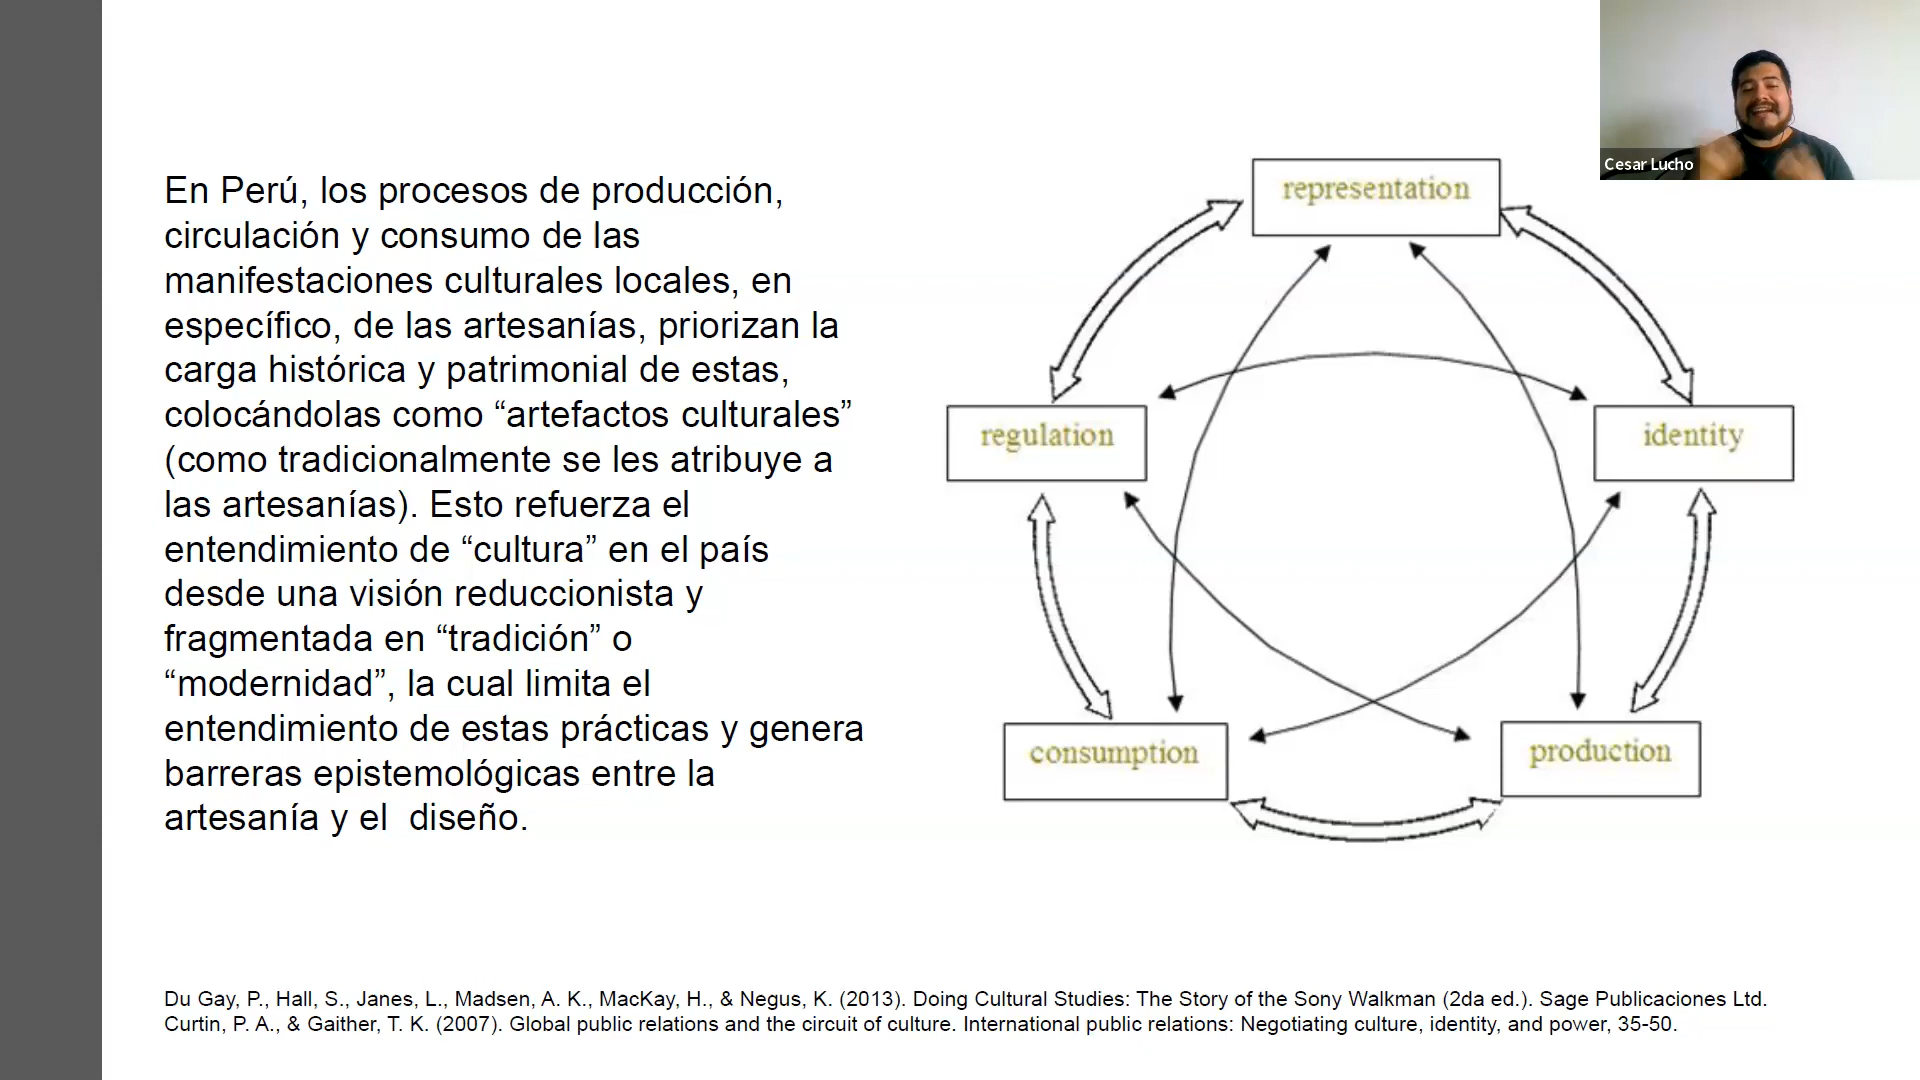 Cesar Lucho
En Perú, los procesos de producción,
circulación y consumo de las
manifestaciones culturales locales, en
específico, de las artesanías, priorizan la
carga histórica y patrimonial de estas,
colocándolas como “artefactos culturales”
(como tradicionalmente se les atribuye a
las artesanías). Esto refuerza el
entendimiento de “cultura” en el país
desde una visión reduccionista y
fragmentada en “tradición” o
“modernidad”, la cual limita el
entendimiento de estas prácticas y genera
barreras epistemológicas entre la
artesanía y el  diseño.
representation
regulation
identity
consumption
production
Du Gay, P., Hall, S., Janes, L., Madsen, A. K., MacKay, H., & Negus, K. (2013). Doing Cultural Studies: The Story of the Sony Walkman (2da ed.). Sage Publicaciones Ltd.
Curtin, P. A., & Gaither, T. K. (2007). Global public relations and the circuit of culture. International public relations: Negotiating culture, identity, and power, 35-50.